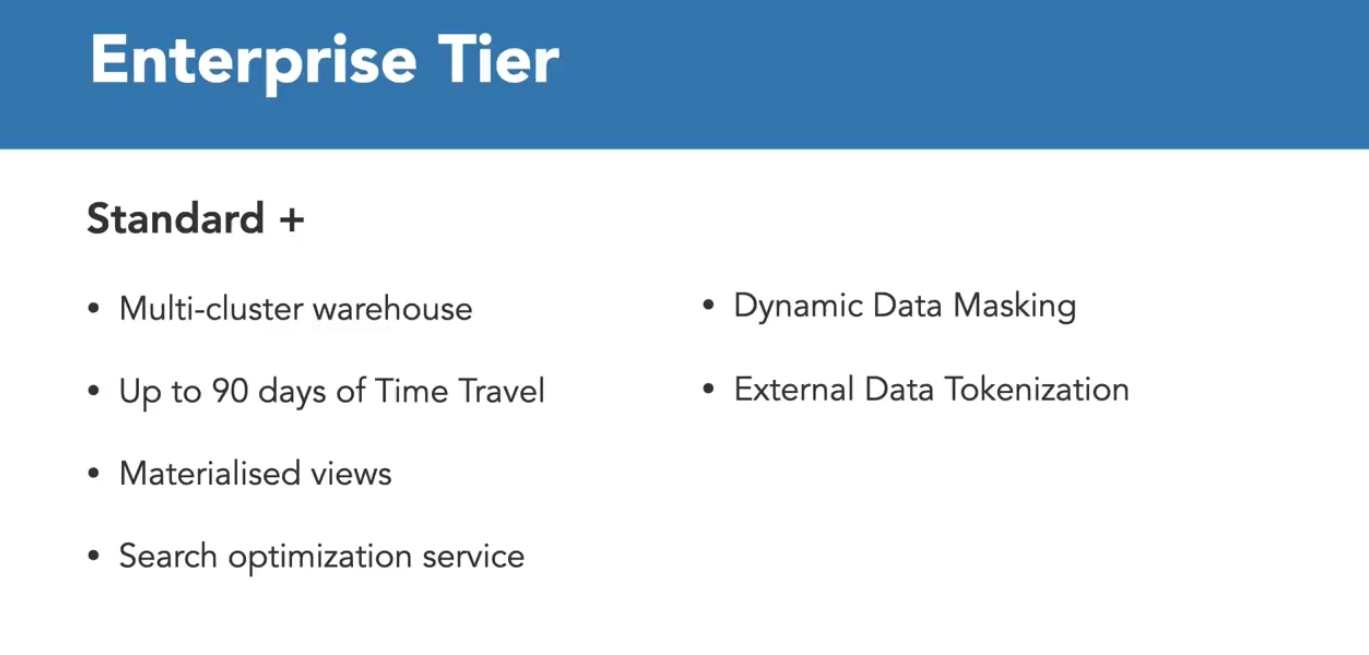 Enterprise Tier
Standard +
• Multi-cluster warehouse
• Up to 90 days of Time Travel
• Materialised views
• Search optimization service
• Dynamic Data Masking
• External Data Tokenization